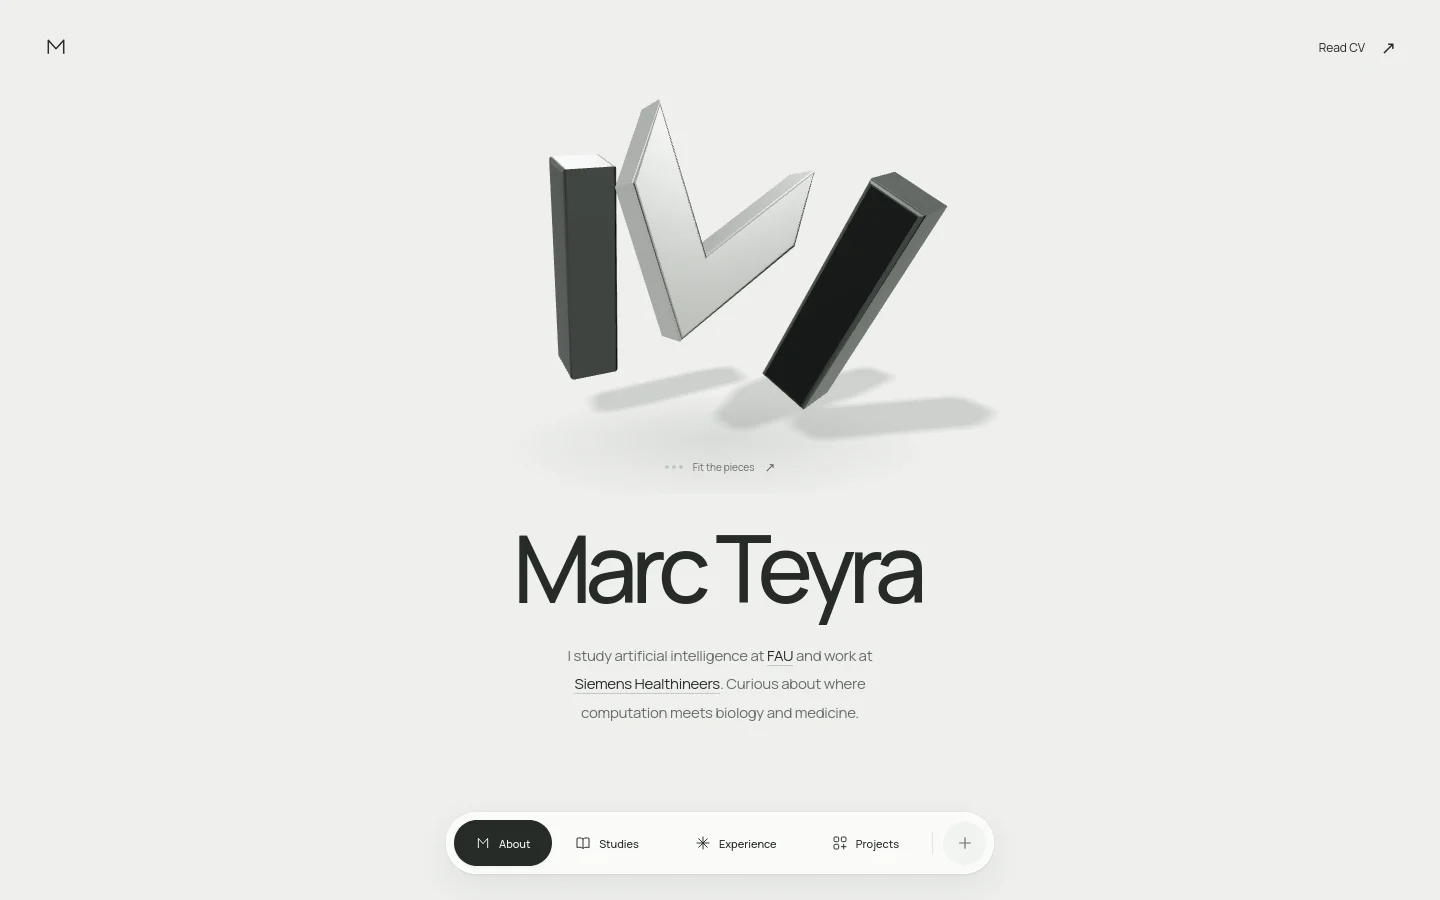 M
Read CV
Fit the pieces
Marc Teyra
I study artificial intelligence at FAU and work at
Siemens Healthineers. Curious about where
computation meets biology and medicine.
About
Studies
Experience
Projects